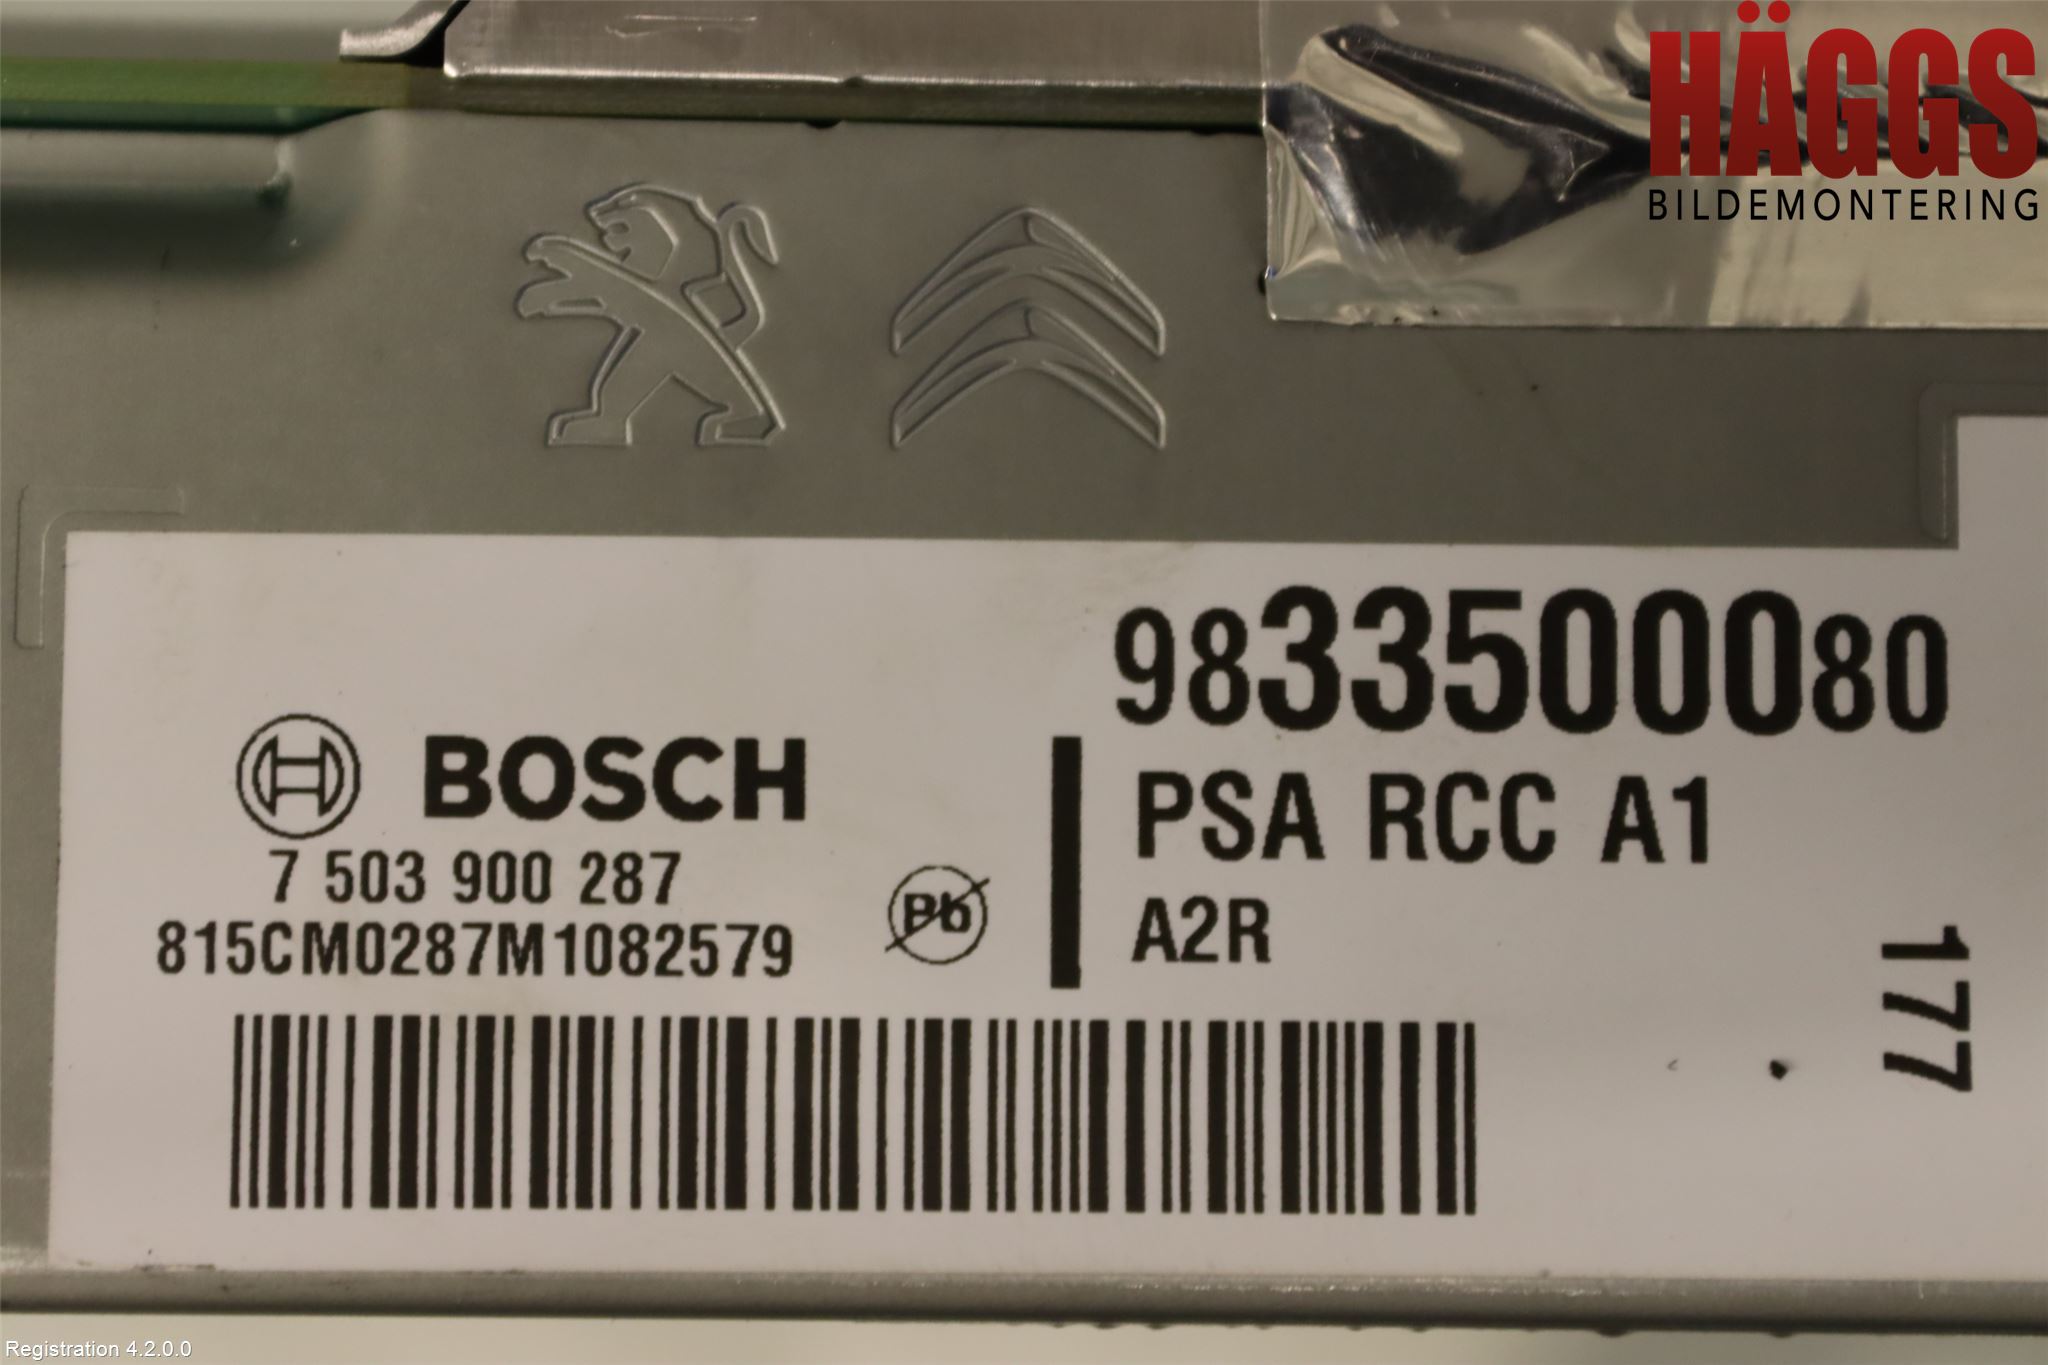 HÄGGS
BILDEMONTERING
9833500080
BOSCH
PSA RCC A1
7 503 900 287
Pb
A2R
815CM0287M1082579
177
Registration 4.2.0.0